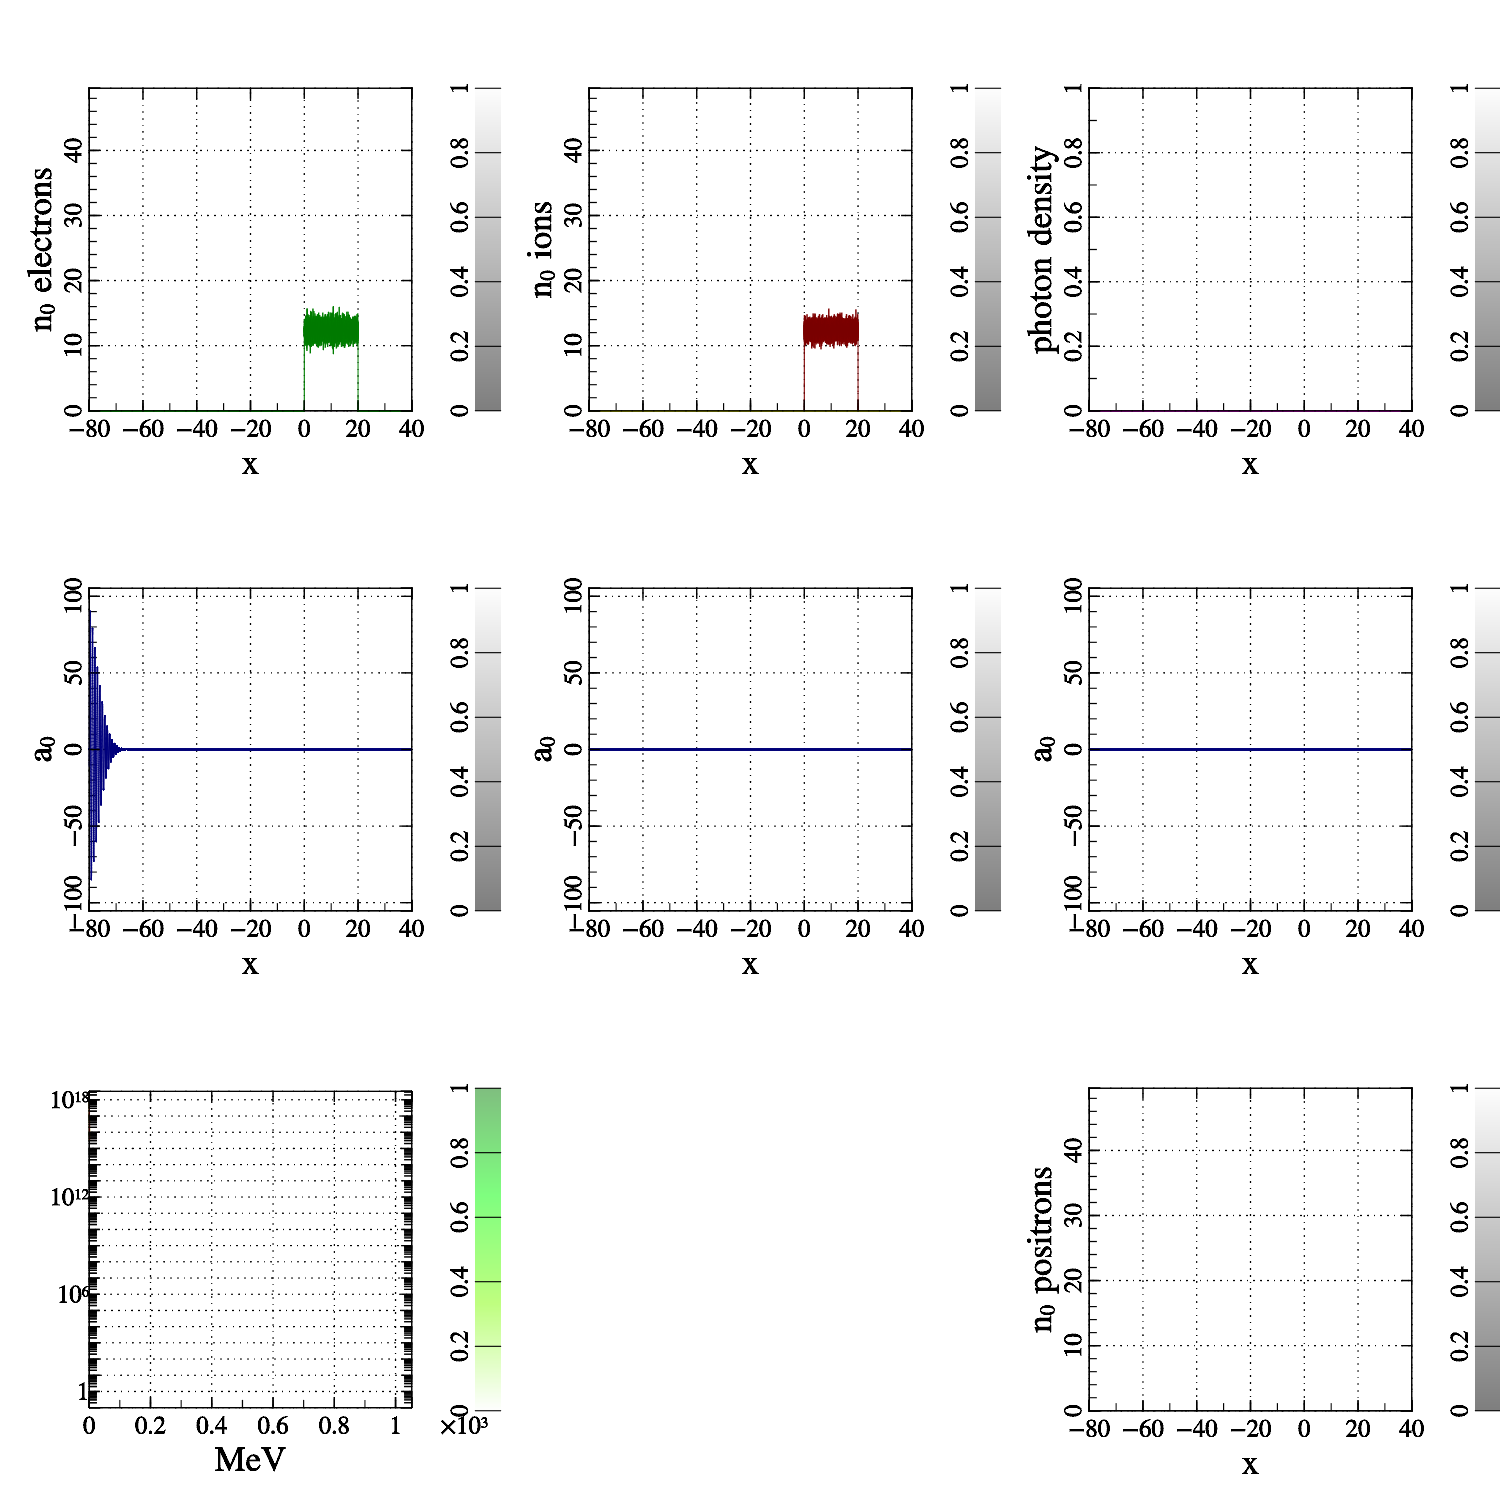 n₀ electrons
0 10 20 30 40
−80 −60 −40 −20 0 20 40
x
0 0.2 0.4 0.6 0.8 1
n₀ ions
0 10 20 30 40
−80 −60 −40 −20 0 20 40
x
0 0.2 0.4 0.6 0.8 1
photon density
0 0.2 0.4 0.6 0.8 1
−80 −60 −40 −20 0 20 40
x
0 0.2 0.4 0.6 0.8 1
a₀
−100 −50 0 50 100
−80 −60 −40 −20 0 20 40
x
0 0.2 0.4 0.6 0.8 1
a₀
−100 −50 0 50 100
−80 −60 −40 −20 0 20 40
x
0 0.2 0.4 0.6 0.8 1
a₀
−100 −50 0 50 100
−80 −60 −40 −20 0 20 40
x
0 0.2 0.4 0.6 0.8 1
10¹⁸
10¹²
10⁶
1
0 0.2 0.4 0.6 0.8 1
×10³
MeV
0 0.2 0.4 0.6 0.8 1
n₀ positrons
0 10 20 30 40
−80 −60 −40 −20 0 20 40
x
0 0.2 0.4 0.6 0.8 1